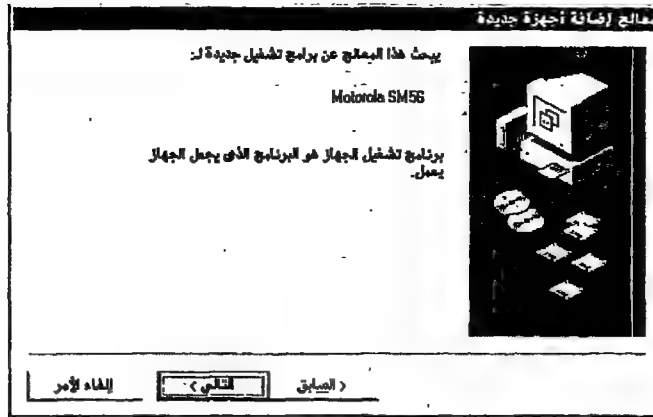 معالج إضافة أجهزة جديدة
يبحث هذا المعالج عن برامج تشغيل جديدة لـ:
Motorola SM56
برنامج تشغيل الجهاز هو البرنامج الذى يجعل الجهاز
يعمل.
< السابق
التالي >
إلغاء الأمر